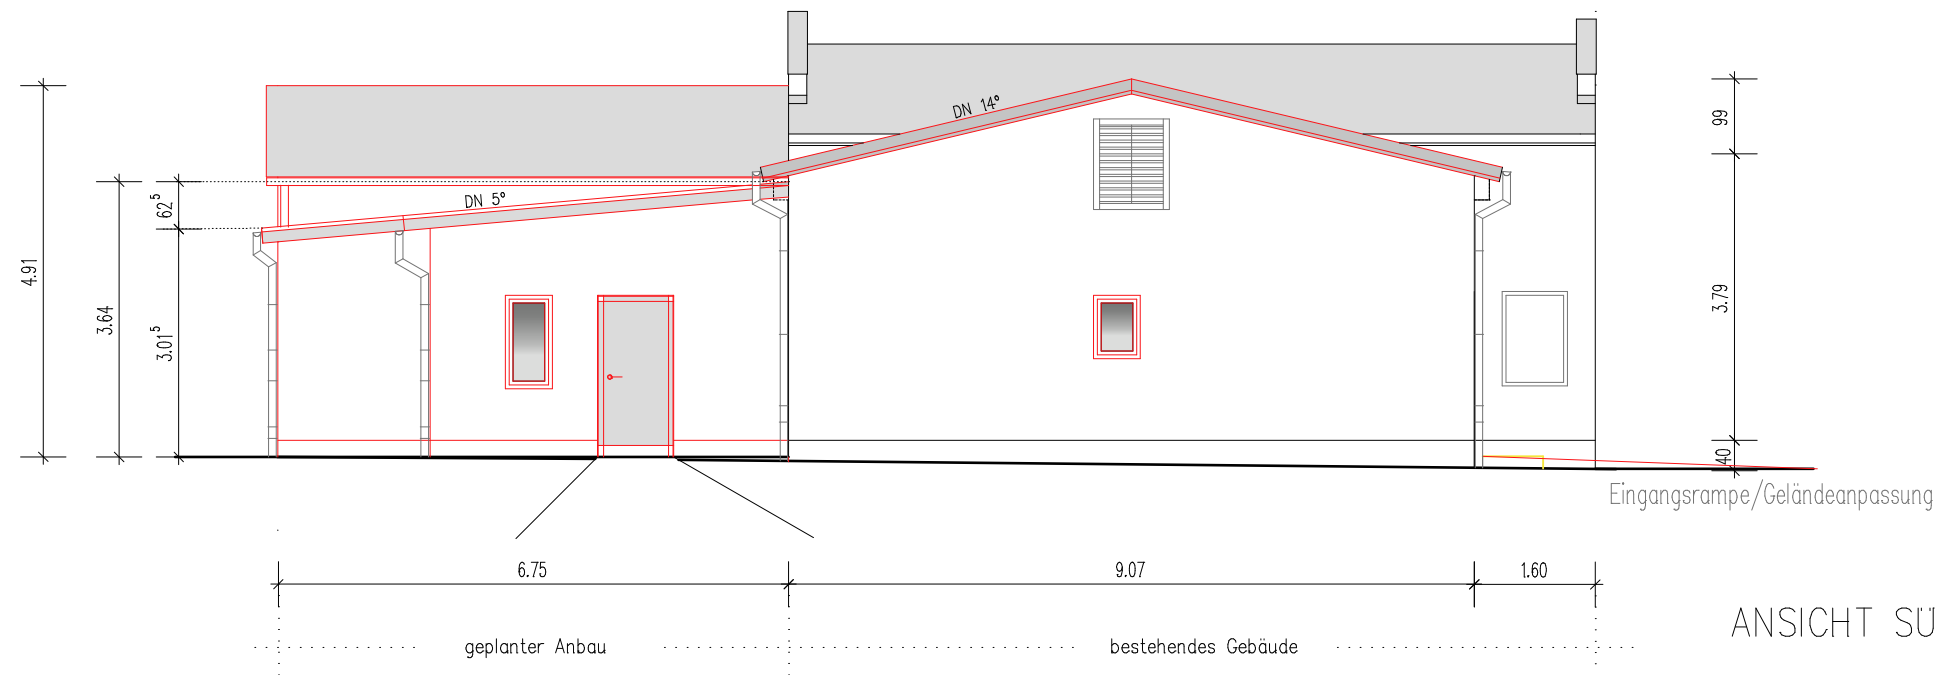 DN 14°
99
DN 5°
62⁵
4.91
3.64
3.01⁵
3.79
40
Eingangsrampe/Geländeanpassung
6.75
9.07
1.60
ANSICHT SÜ
geplanter Anbau
bestehendes Gebäude